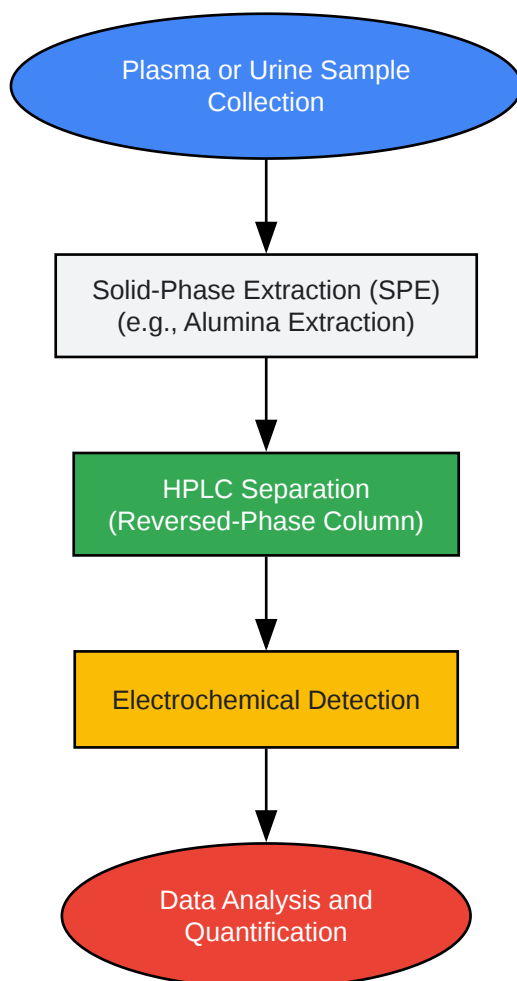 Plasma or Urine Sample
Collection
Solid-Phase Extraction (SPE)
(e.g., Alumina Extraction)
HPLC Separation
(Reversed-Phase Column)
Electrochemical Detection
Data Analysis and
Quantification